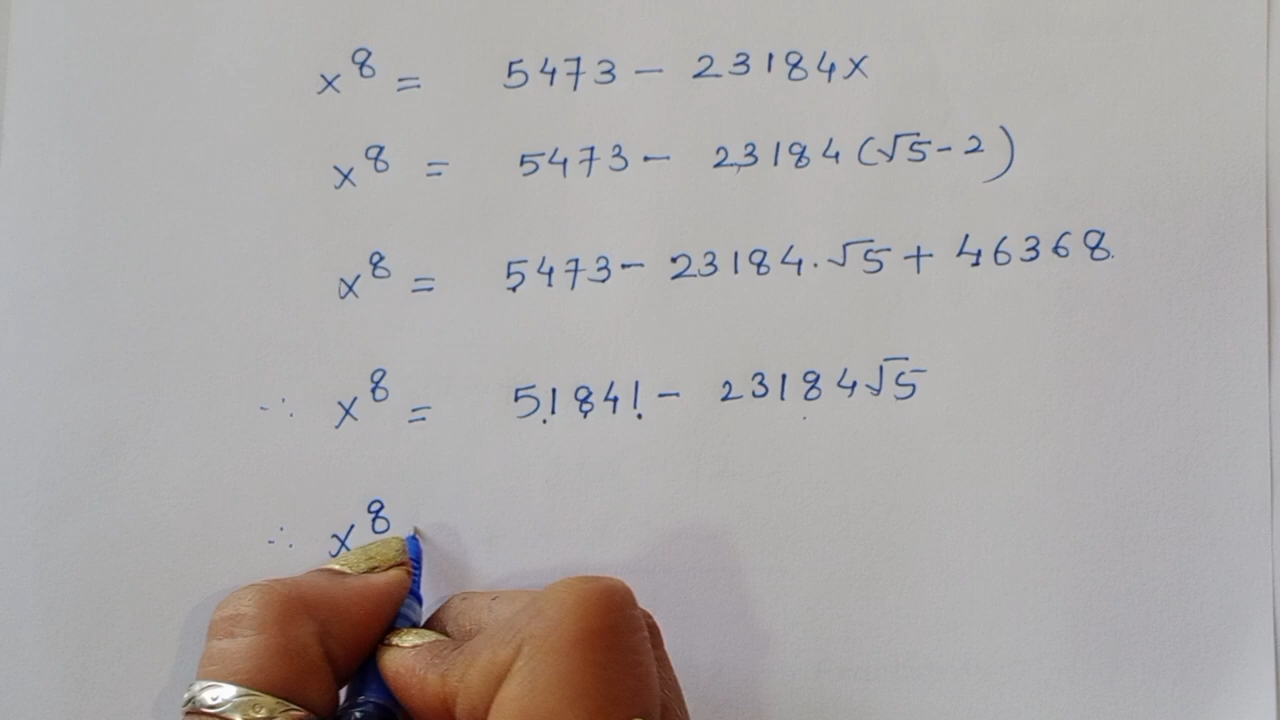 x⁸ = 5473 - 23184x
x⁸ = 5473 - 23184(√5-2)
x⁸ = 5473 - 23184.√5 + 46368
∴ x⁸ = 51841 - 23184√5
∴ x⁸